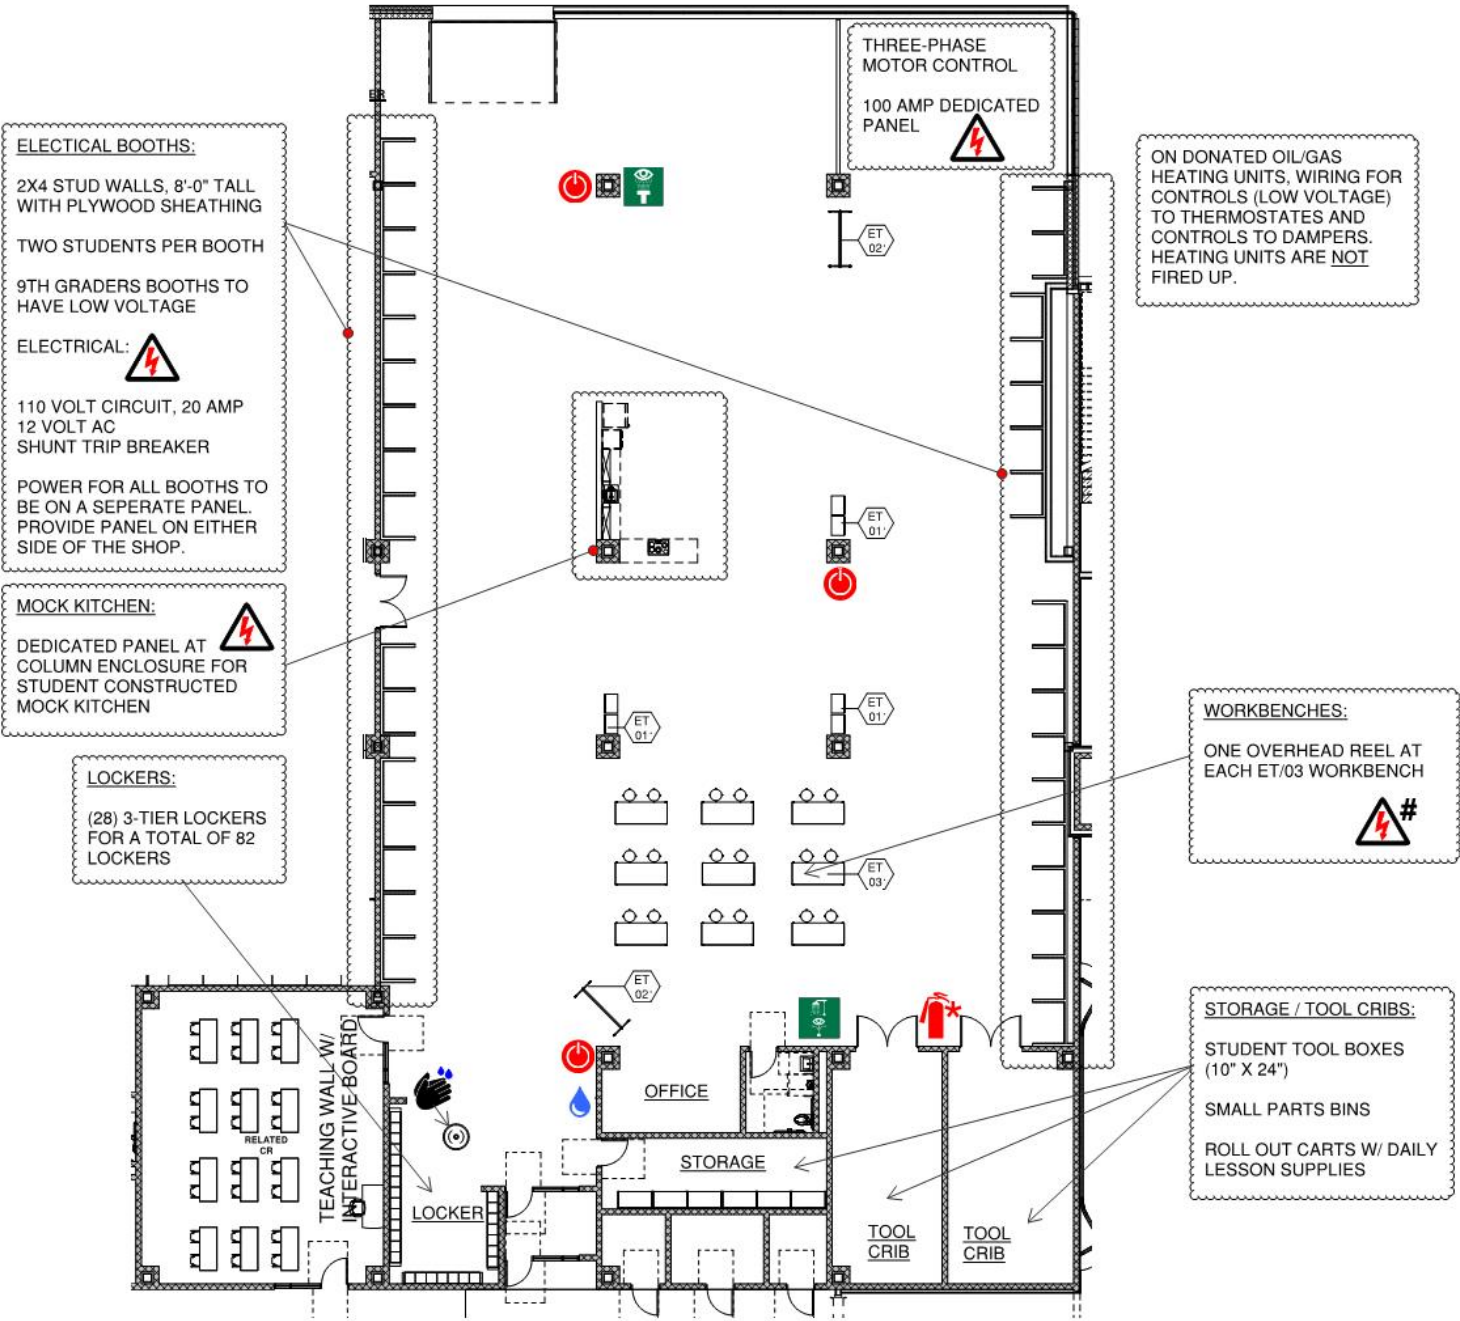 THREE-PHASE
MOTOR CONTROL
100 AMP DEDICATED
PANEL
ELECTICAL BOOTHS:
2X4 STUD WALLS, 8'-0" TALL
WITH PLYWOOD SHEATHING
TWO STUDENTS PER BOOTH
9TH GRADERS BOOTHS TO
HAVE LOW VOLTAGE
ELECTRICAL:
110 VOLT CIRCUIT, 20 AMP
12 VOLT AC
SHUNT TRIP BREAKER
POWER FOR ALL BOOTHS TO
BE ON A SEPERATE PANEL.
PROVIDE PANEL ON EITHER
SIDE OF THE SHOP.
ON DONATED OIL/GAS
HEATING UNITS, WIRING FOR
CONTROLS (LOW VOLTAGE)
TO THERMOSTATES AND
CONTROLS TO DAMPERS.
HEATING UNITS ARE NOT
FIRED UP.
ET
02
ET
01
MOCK KITCHEN:
DEDICATED PANEL AT
COLUMN ENCLOSURE FOR
STUDENT CONSTRUCTED
MOCK KITCHEN
ET
01
ET
01
WORKBENCHES:
ONE OVERHEAD REEL AT
EACH ET/03 WORKBENCH
#
LOCKERS:
(28) 3-TIER LOCKERS
FOR A TOTAL OF 82
LOCKERS
ET
03
ET
02
*
STORAGE / TOOL CRIBS:
STUDENT TOOL BOXES
(10" X 24")
SMALL PARTS BINS
ROLL OUT CARTS W/ DAILY
LESSON SUPPLIES
TEACHING WALL W/
INTERACTIVE BOARD
RELATED
CR
OFFICE
STORAGE
LOCKER
TOOL
CRIB
TOOL
CRIB